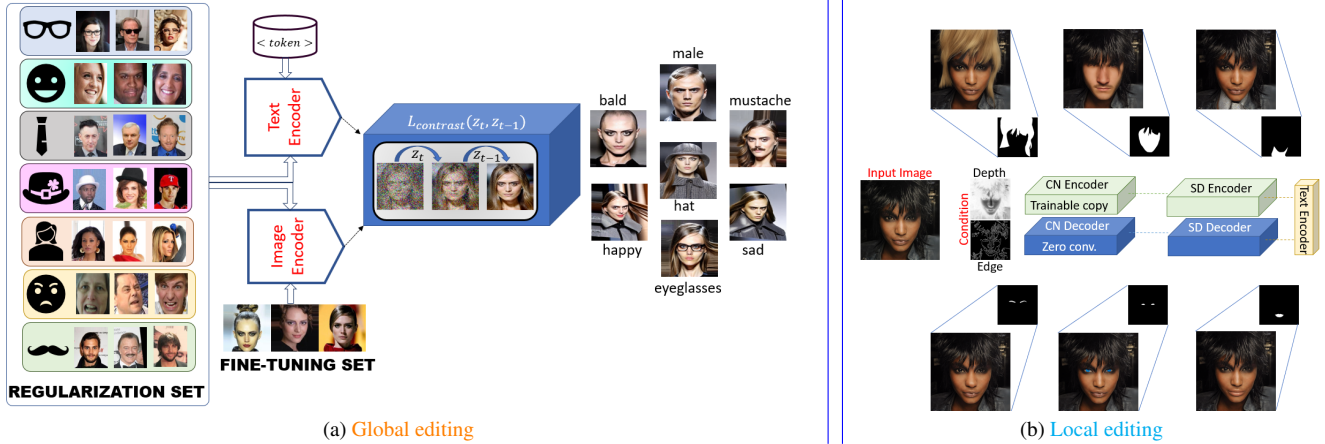 REGULARIZATION SET
< token >
Text
Encoder
Image
Encoder
FINE-TUNING SET
L_contrast(z_t, z_{t-1})
z_t
z_{t-1}
male
bald
mustache
hat
happy
sad
eyeglasses
(a) Global editing
Input Image
Condition
Depth
Edge
CN Encoder
Trainable copy
CN Decoder
Zero conv.
SD Encoder
SD Decoder
Text Encoder
(b) Local editing